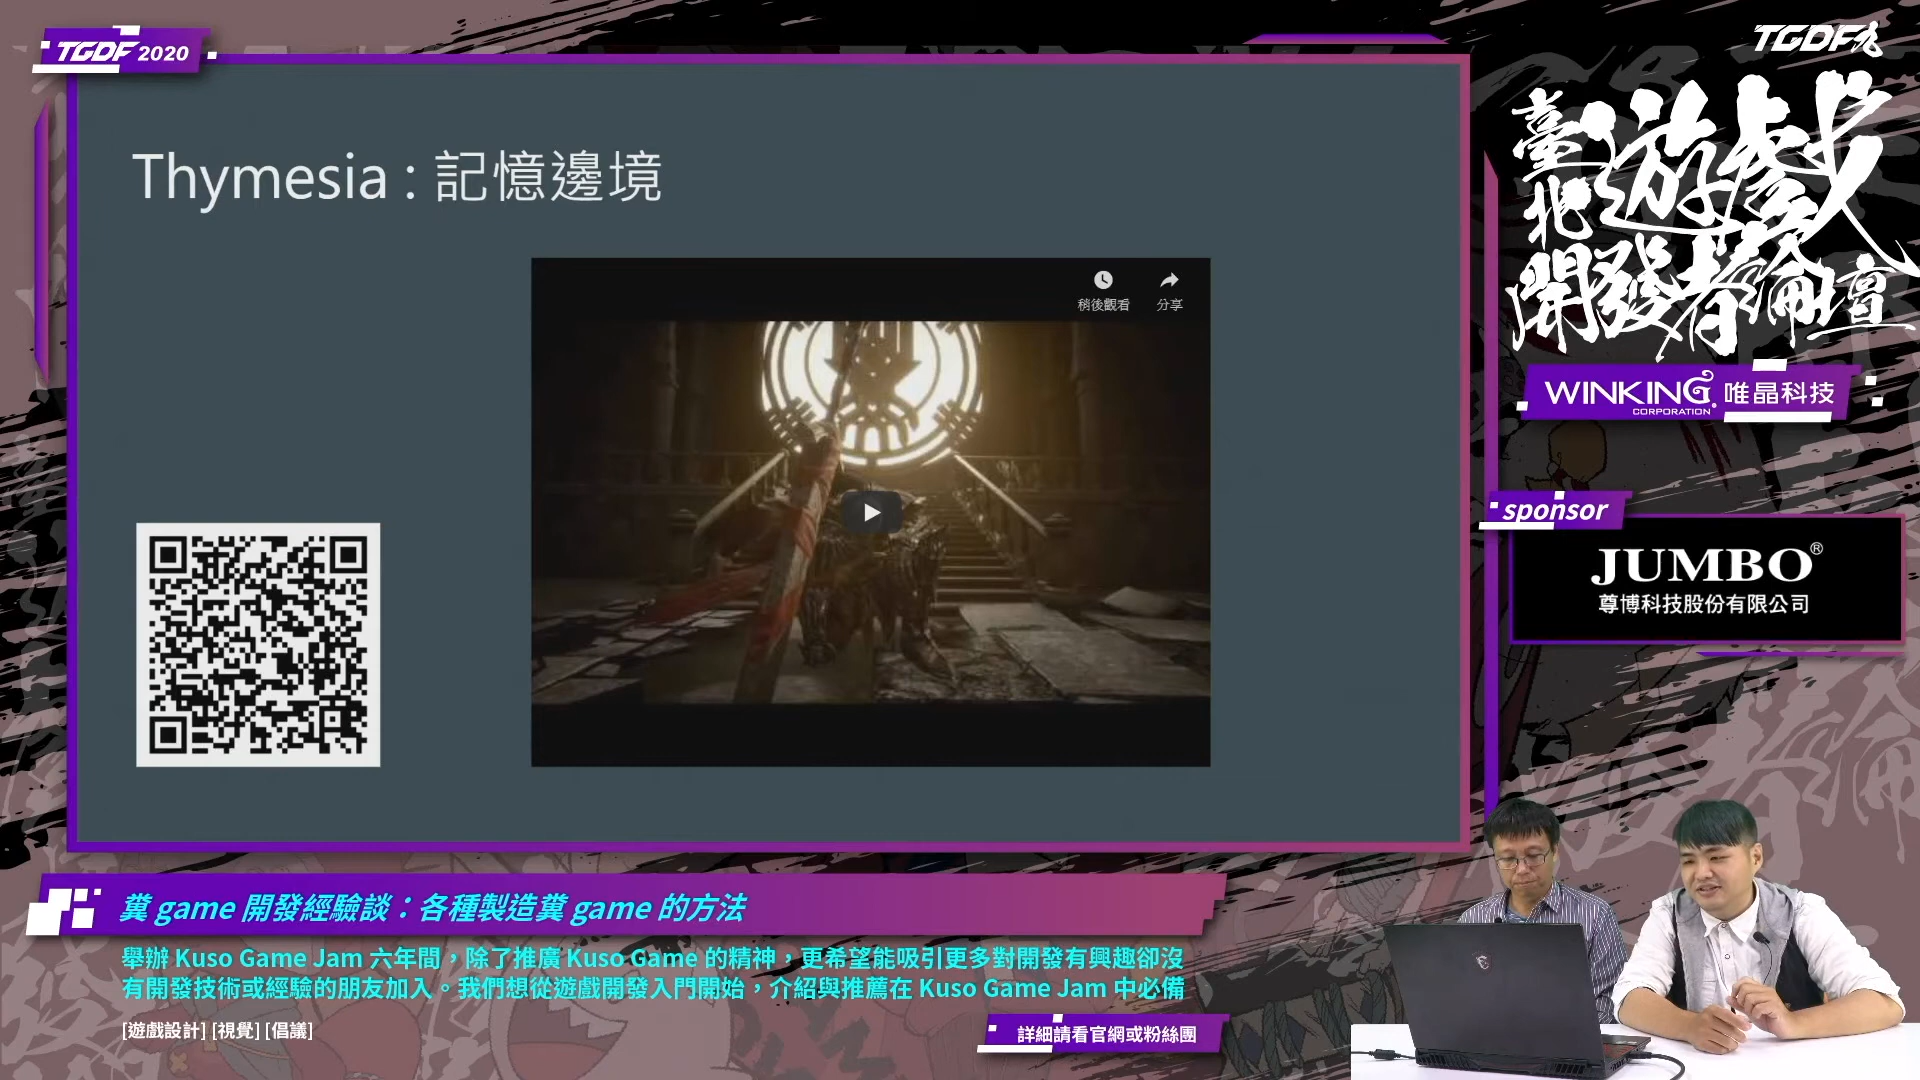 TGDF 2020
Thymesia : 記憶邊境
稍後觀看
分享
TGDF九
臺北遊戲開發者論壇
WINKING CORPORATION 唯晶科技
sponsor
JUMBO®
尊博科技股份有限公司
糞 game 開發經驗談：各種製造糞 game 的方法
舉辦 Kuso Game Jam 六年間，除了推廣 Kuso Game 的精神，更希望能吸引更多對開發有興趣卻沒
有開發技術或經驗的朋友加入。我們想從遊戲開發入門開始，介紹與推薦在 Kuso Game Jam 中必備
[遊戲設計] [視覺] [倡議]
詳細請看官網或粉絲團